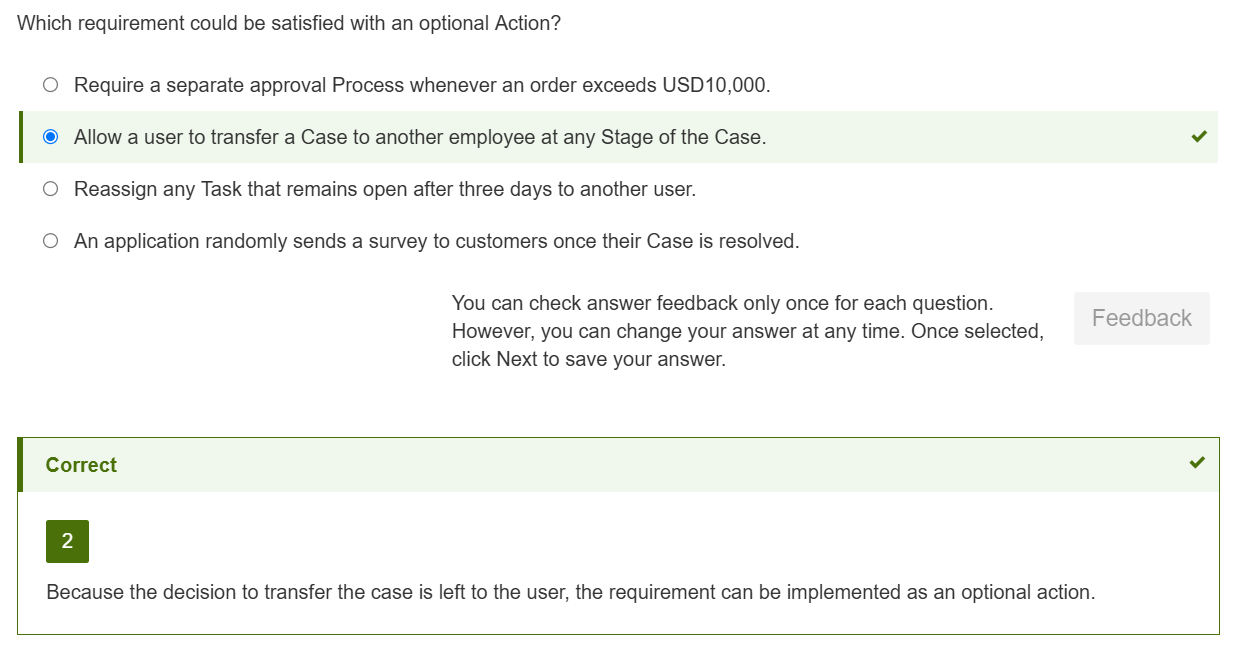 Which requirement could be satisfied with an optional Action?
Require a separate approval Process whenever an order exceeds USD10,000.
Allow a user to transfer a Case to another employee at any Stage of the Case.
Reassign any Task that remains open after three days to another user.
An application randomly sends a survey to customers once their Case is resolved.
You can check answer feedback only once for each question.
However, you can change your answer at any time. Once selected,
click Next to save your answer.
Feedback
Correct
2
Because the decision to transfer the case is left to the user, the requirement can be implemented as an optional action.